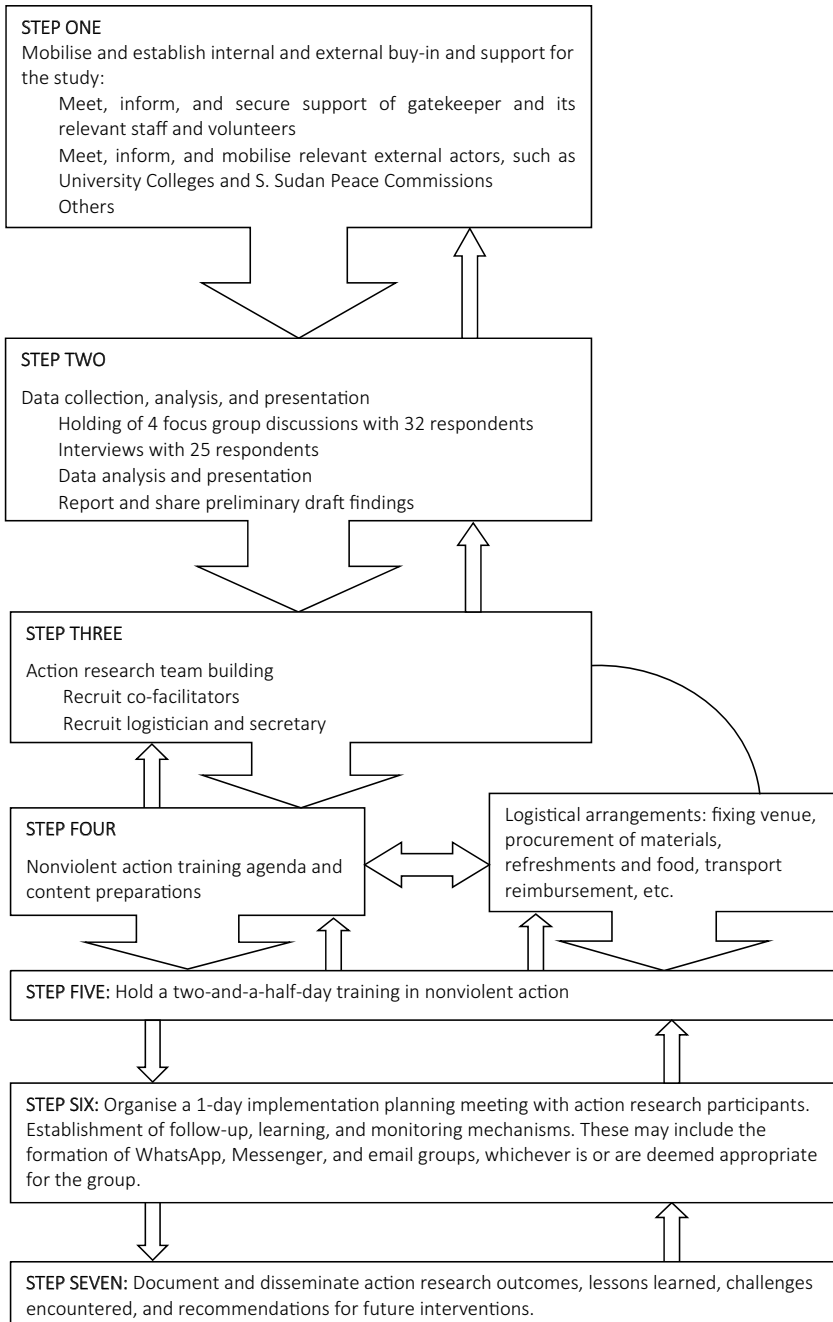 STEP ONE
Mobilise and establish internal and external buy-in and support for
the study:
Meet, inform, and secure support of gatekeeper and its
relevant staff and volunteers
Meet, inform, and mobilise relevant external actors, such as
University Colleges and S. Sudan Peace Commissions
Others
STEP TWO
Data collection, analysis, and presentation
Holding of 4 focus group discussions with 32 respondents
Interviews with 25 respondents
Data analysis and presentation
Report and share preliminary draft findings
STEP THREE
Action research team building
Recruit co-facilitators
Recruit logistician and secretary
STEP FOUR
Nonviolent action training agenda and
content preparations
Logistical arrangements: fixing venue,
procurement of materials,
refreshments and food, transport
reimbursement, etc.
STEP FIVE: Hold a two-and-a-half-day training in nonviolent action
STEP SIX: Organise a 1-day implementation planning meeting with action research participants.
Establishment of follow-up, learning, and monitoring mechanisms. These may include the
formation of WhatsApp, Messenger, and email groups, whichever is or are deemed appropriate
for the group.
STEP SEVEN: Document and disseminate action research outcomes, lessons learned, challenges
encountered, and recommendations for future interventions.